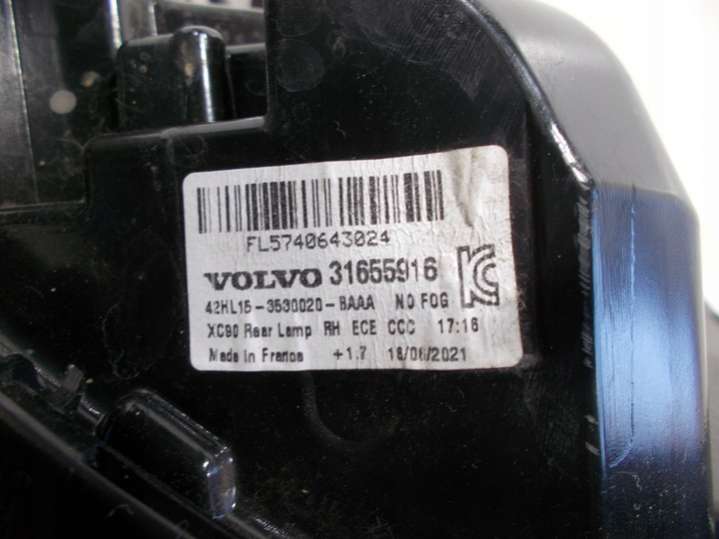 FL5740643024
VOLVO 31655916
42HL15-3530020-BAAA NO FOG
XC90 Rear Lamp RH ECE CCC 17:16
Made in France +1.7 18/06/2021